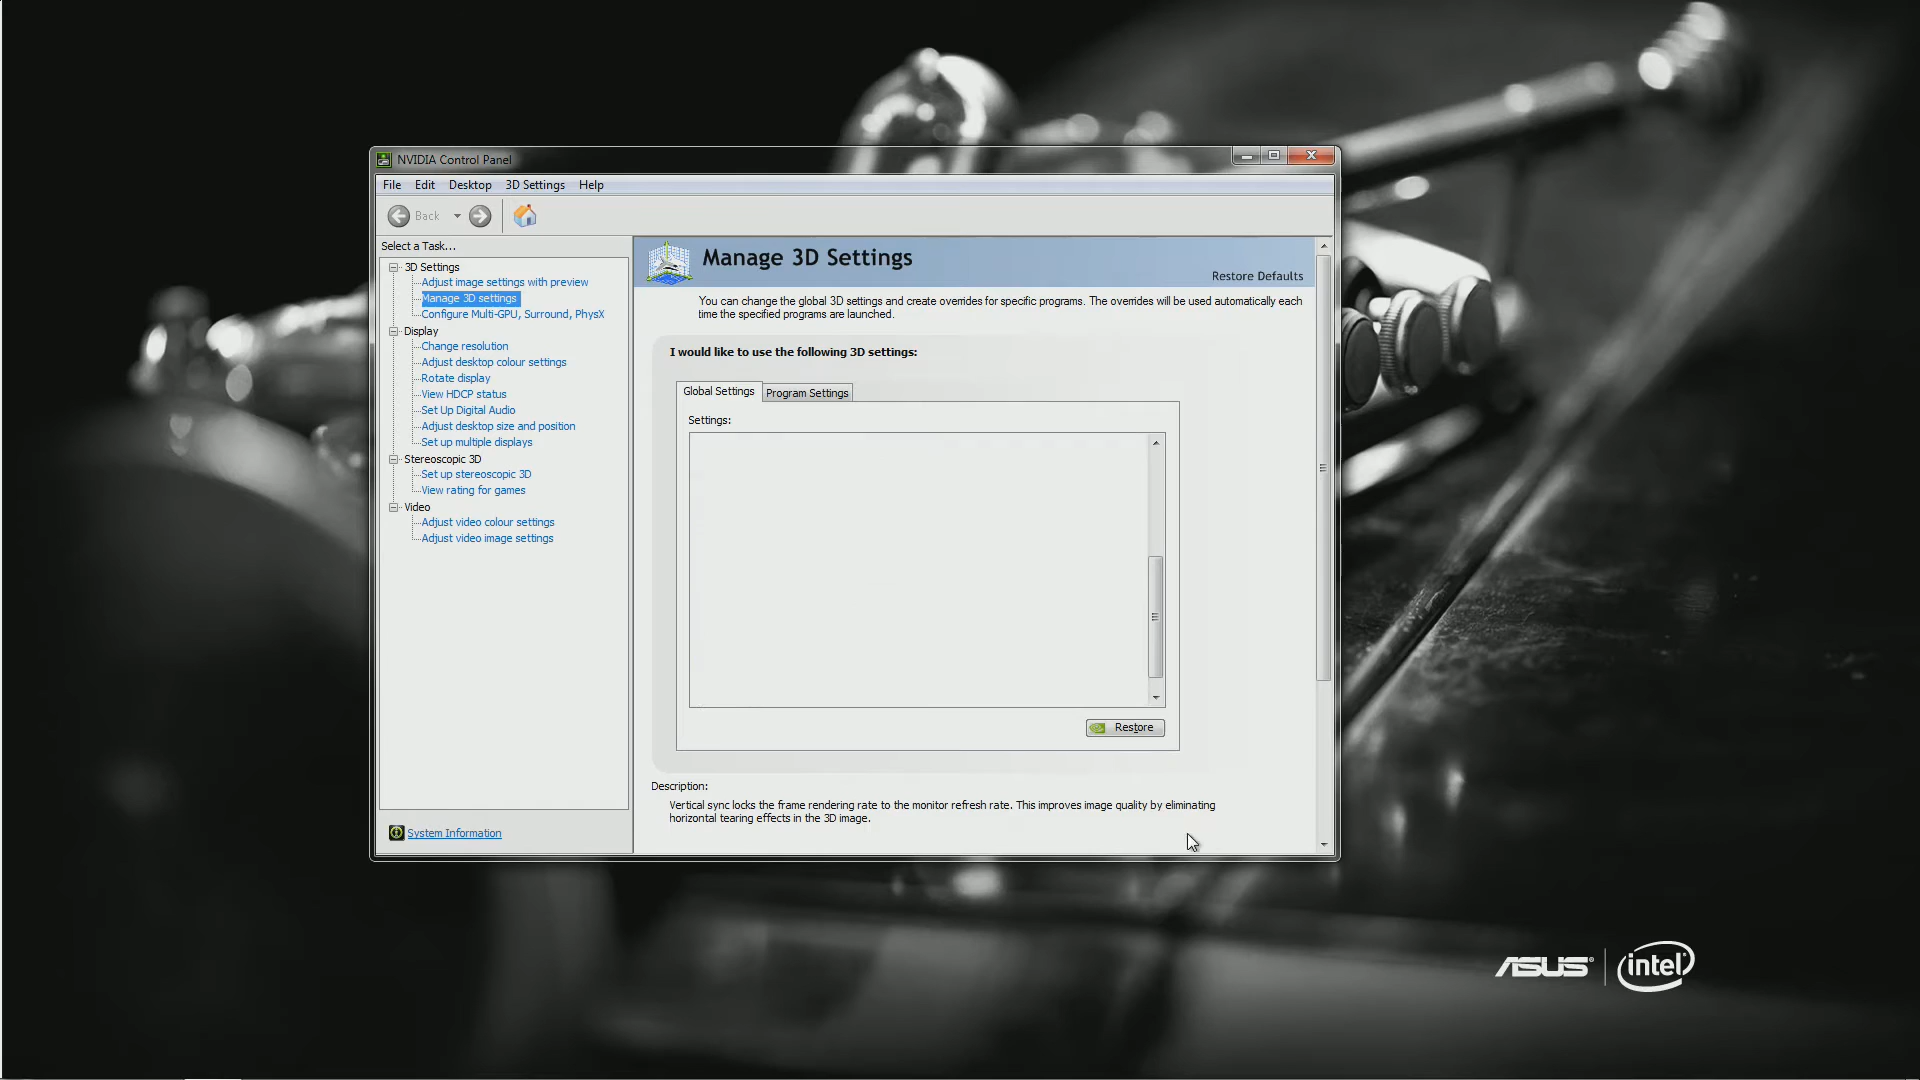 NVIDIA Control Panel
File Edit Desktop 3D Settings Help
Back
Select a Task...
3D Settings
Adjust image settings with preview
Manage 3D settings
Configure Multi-GPU, Surround, PhysX
Display
Change resolution
Adjust desktop colour settings
Rotate display
View HDCP status
Set Up Digital Audio
Adjust desktop size and position
Set up multiple displays
Stereoscopic 3D
Set up stereoscopic 3D
View rating for games
Video
Adjust video colour settings
Adjust video image settings
System Information
Manage 3D Settings
Restore Defaults
You can change the global 3D settings and create overrides for specific programs. The overrides will be used automatically each
time the specified programs are launched.
I would like to use the following 3D settings:
Global Settings Program Settings
Settings:
Restore
Description:
Vertical sync locks the frame rendering rate to the monitor refresh rate. This improves image quality by eliminating
horizontal tearing effects in the 3D image.
ASUS intel